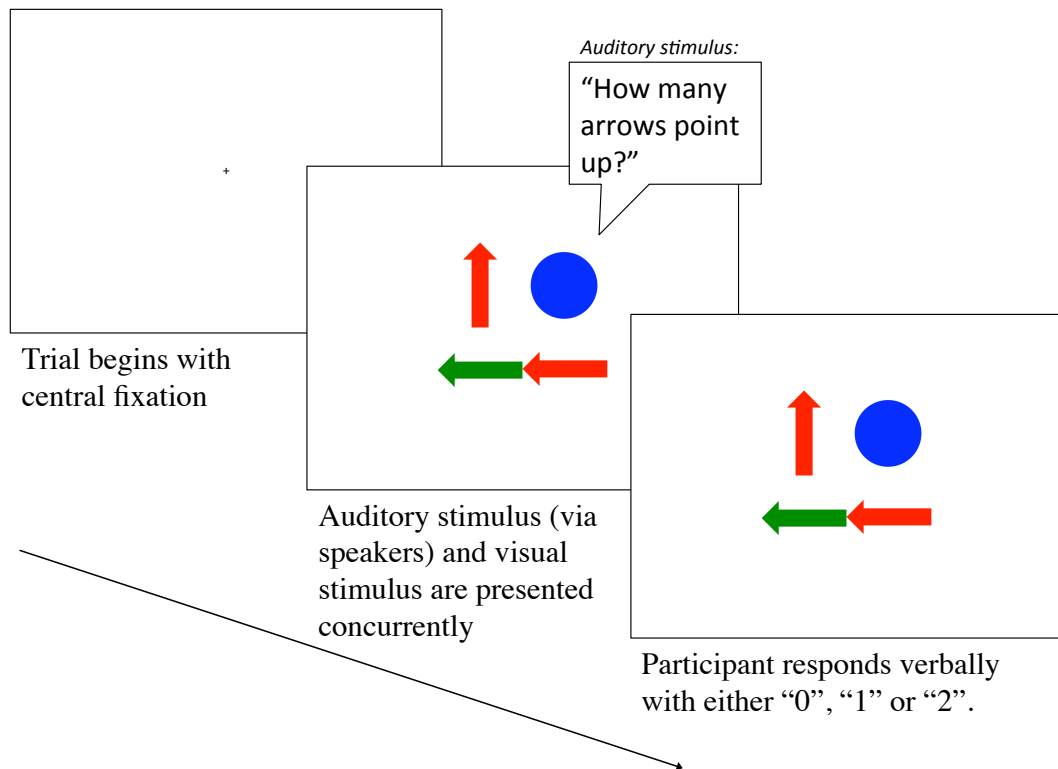 Auditory stimulus:
“How many
arrows point
up?”
Trial begins with
central fixation
Auditory stimulus (via
speakers) and visual
stimulus are presented
concurrently
Participant responds verbally
with either “0”, “1” or “2”.